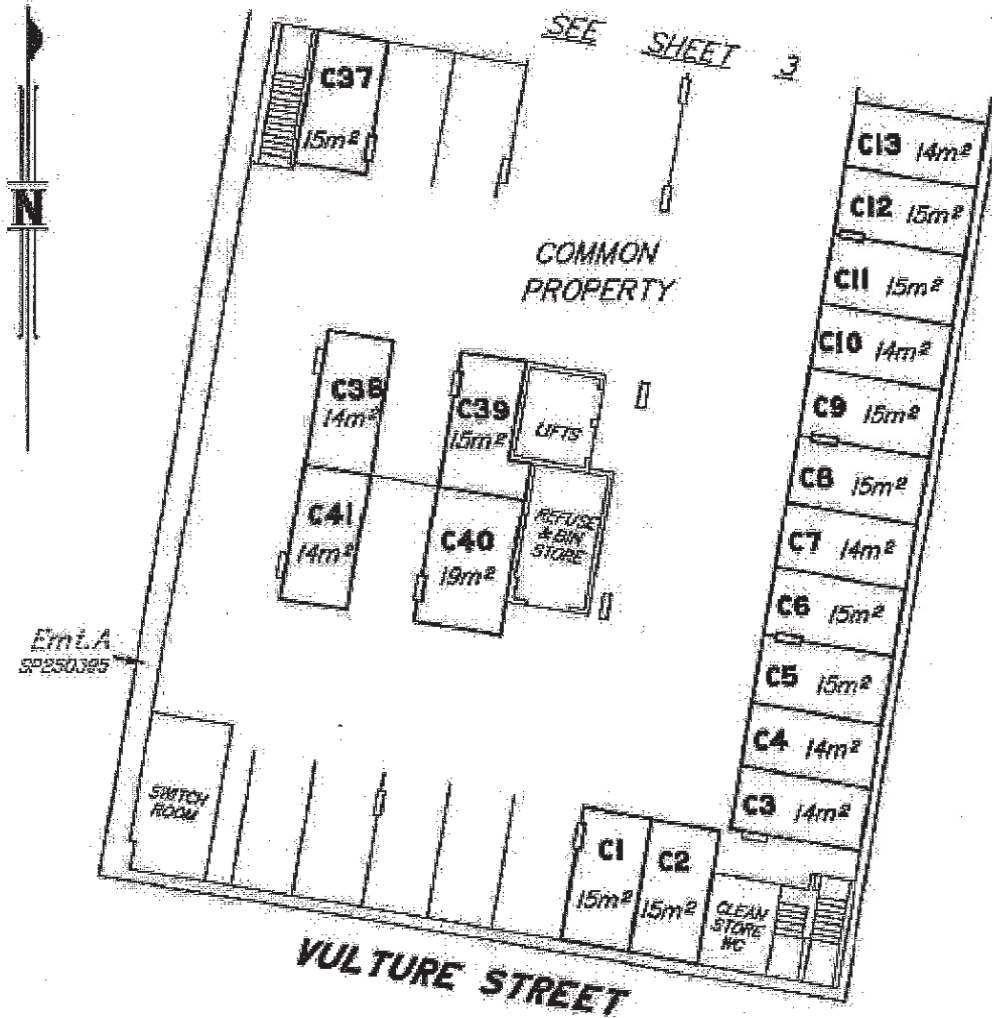 SEE SHEET 3
N
C37
15m²
C13 14m²
C12 15m²
C11 15m²
C10 14m²
C9 15m²
C8 15m²
C7 14m²
C6 15m²
C5 15m²
C4 14m²
C3 14m²
COMMON
PROPERTY
C38
14m²
C39
15m²
LIFTS
C41
14m²
C40
19m²
REFUSE
& BIN
STORE
Emt.A
SP250395
SWITCH
ROOM
C1
15m²
C2
15m²
CLEAN
STORE
WC
VULTURE STREET